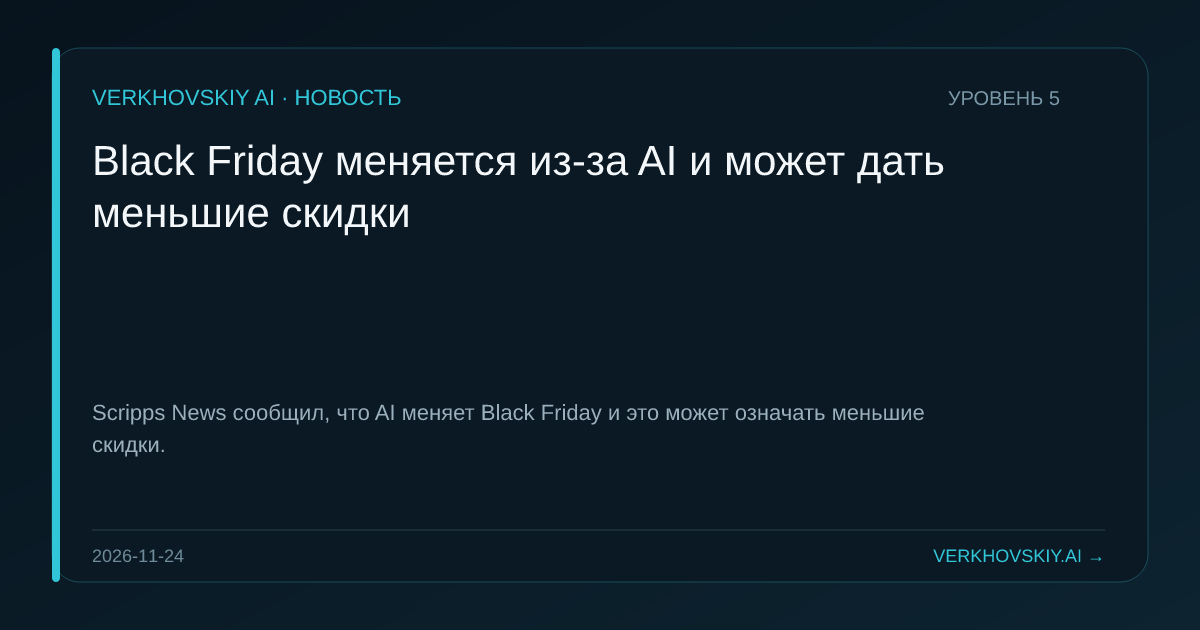 VERKHOVSKIY AI · НОВОСТЬ
УРОВЕНЬ 5
Black Friday меняется из-за AI и может дать
меньшие скидки
Scripps News сообщил, что AI меняет Black Friday и это может означать меньшие
скидки.
2026-11-24
VERKHOVSKIY.AI →